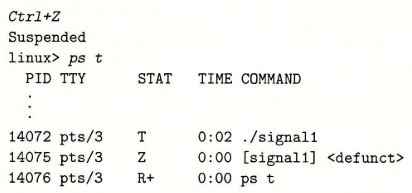 Ctrl+Z
Suspended
linux> ps t
PID TTY STAT TIME COMMAND
.
.
.
14072 pts/3 T 0:02 ./signal1
14075 pts/3 Z 0:00 [signal1] <defunct>
14076 pts/3 R+ 0:00 ps t